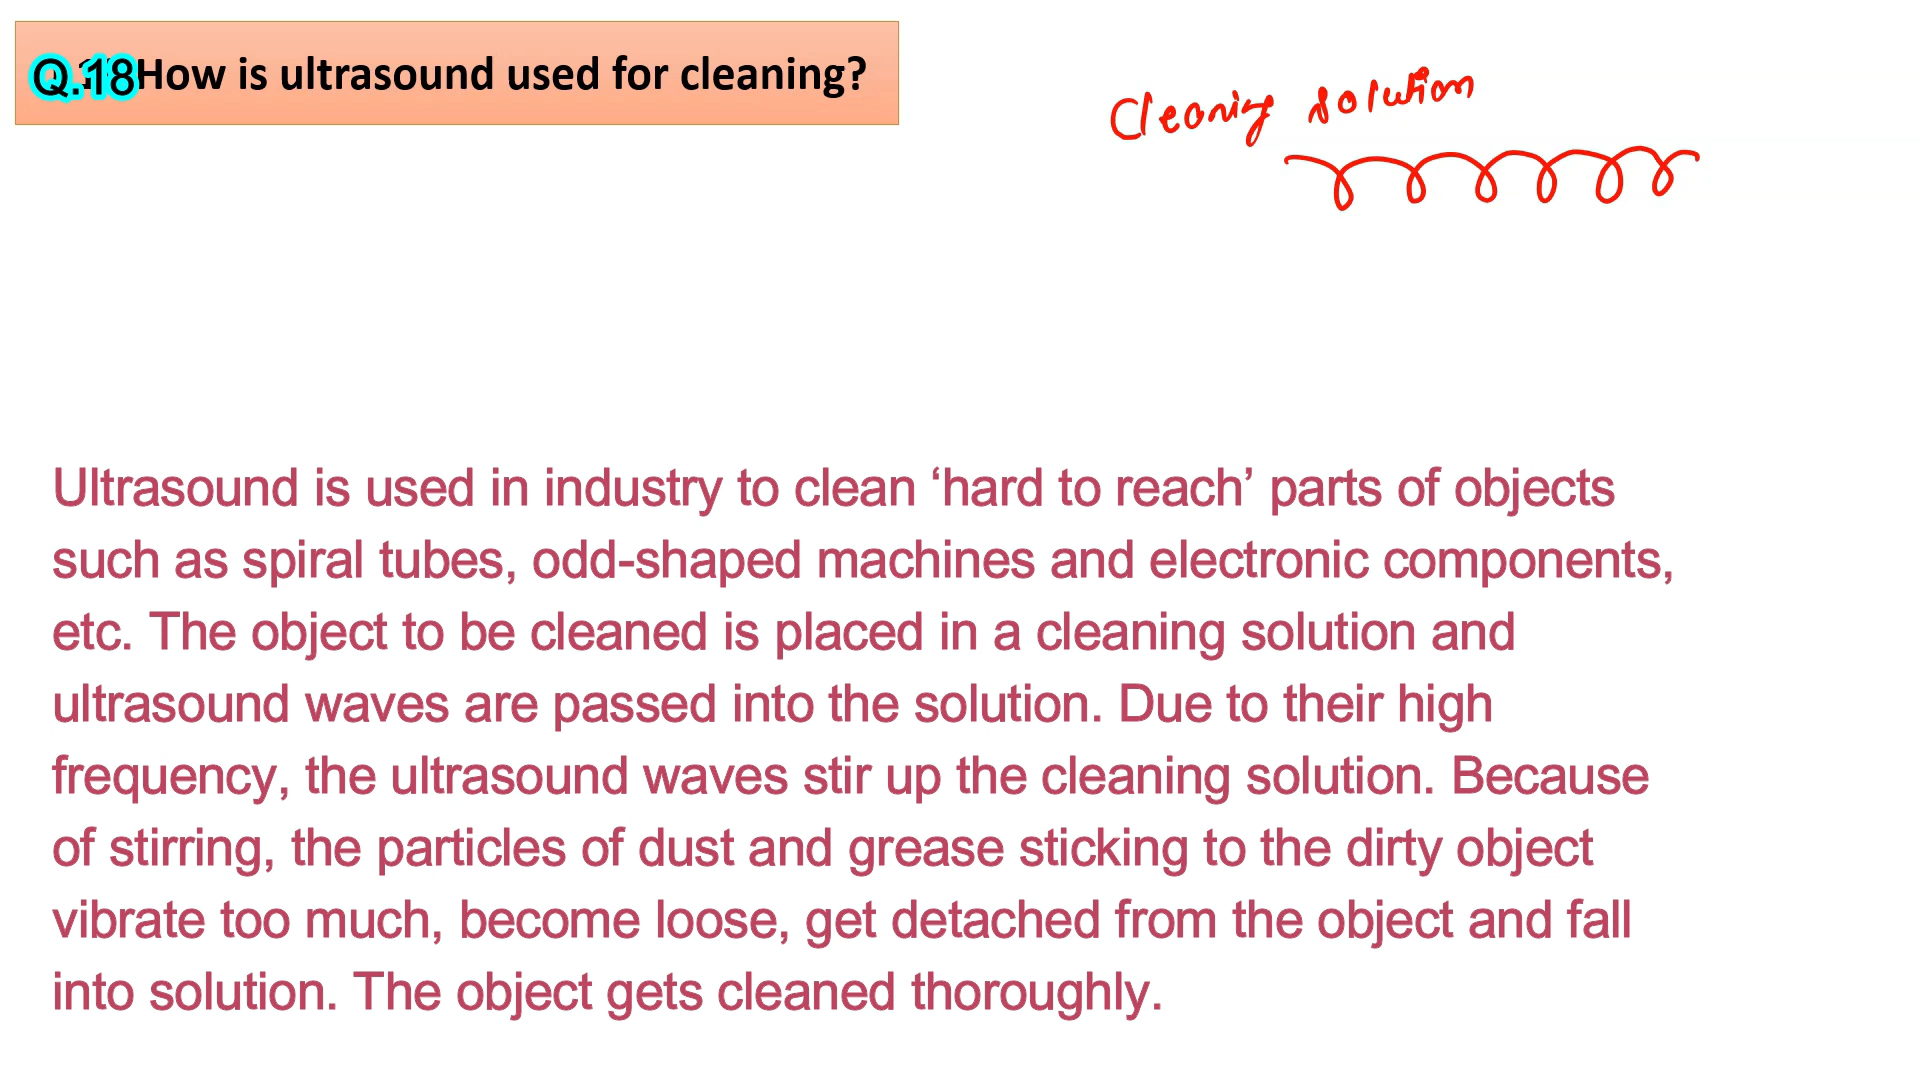 Q.18 How is ultrasound used for cleaning?
Cleaning solution
Ultrasound is used in industry to clean ‘hard to reach’ parts of objects
such as spiral tubes, odd-shaped machines and electronic components,
etc. The object to be cleaned is placed in a cleaning solution and
ultrasound waves are passed into the solution. Due to their high
frequency, the ultrasound waves stir up the cleaning solution. Because
of stirring, the particles of dust and grease sticking to the dirty object
vibrate too much, become loose, get detached from the object and fall
into solution. The object gets cleaned thoroughly.